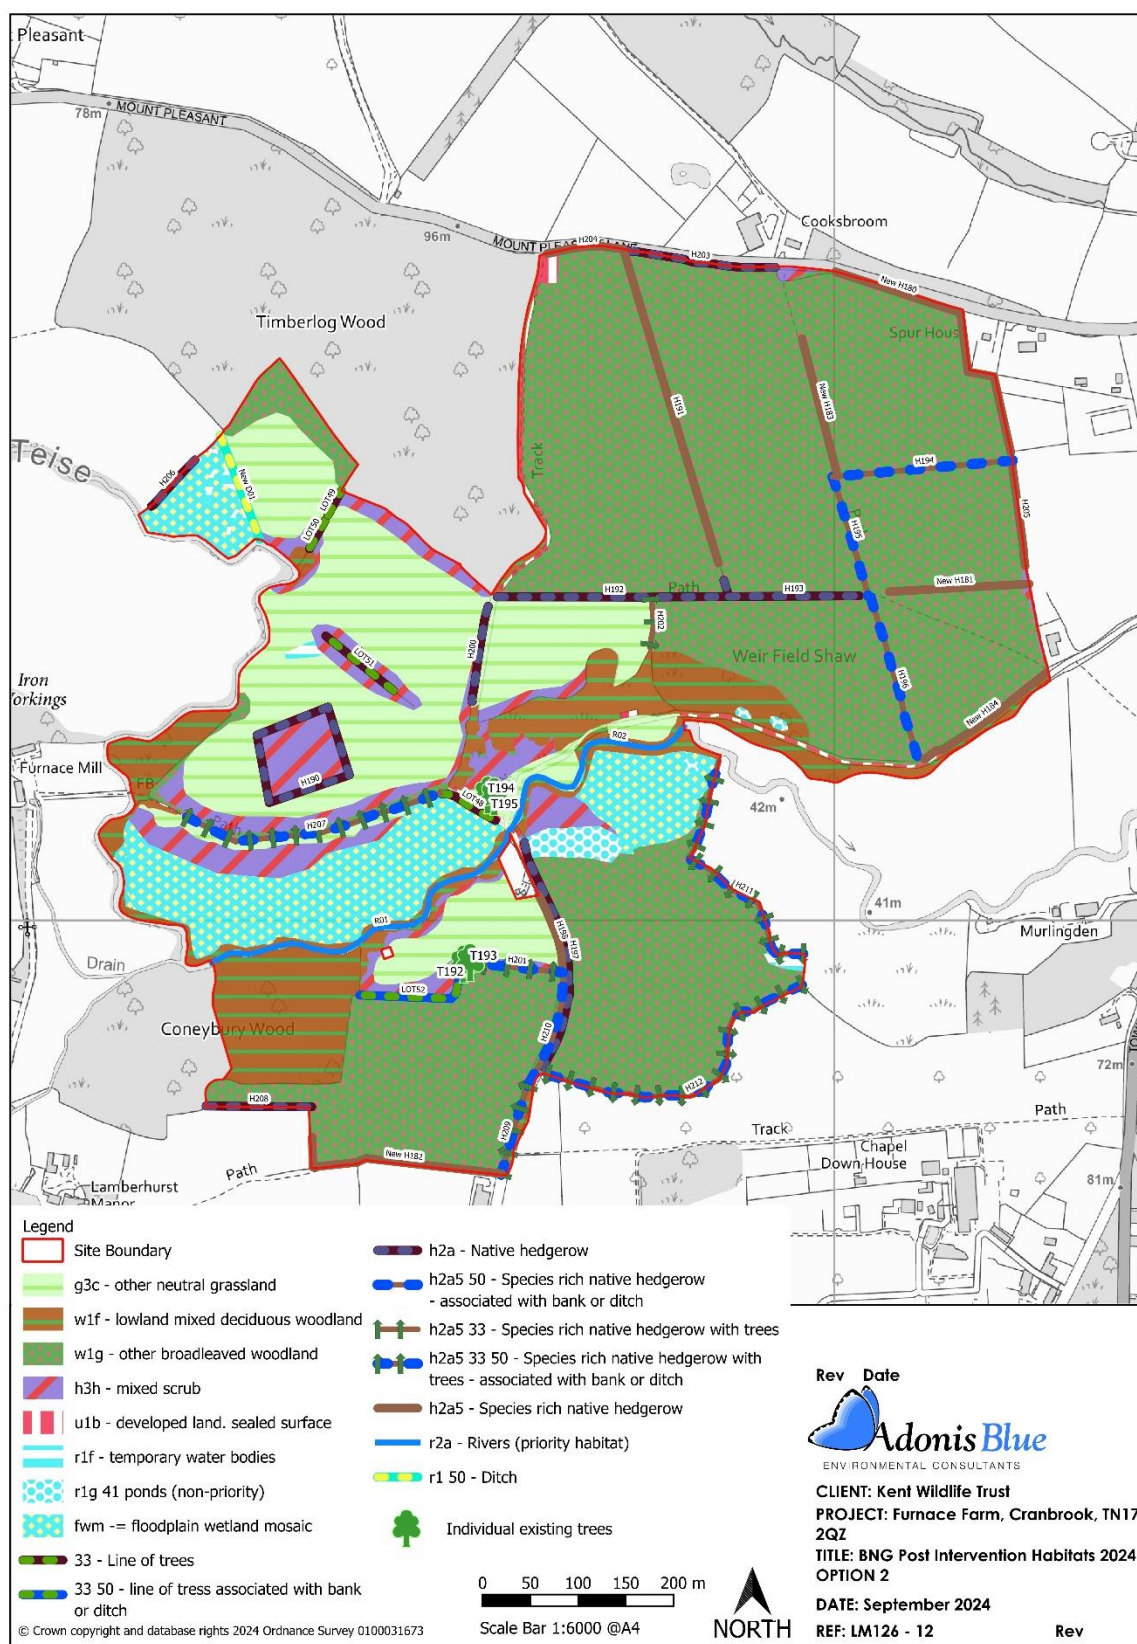 Pleasant
78m
MOUNT PLEASANT
Cooksbroom
96m
MOUNT PLEASANT LANE
H204
H203
New H180
Timberlog Wood
Spur Hous
Teise
H206
New D01
LOT49
LOT50
Track
H191
New H183
H194
H195
H205
H192
Path
H193
New H181
H202
H200
Weir Field Shaw
LOT51
H196
New H184
Iron
orkings
R02
Furnace Mill
FB
H190
T194
T195
LOT48
42m
Path
H207
H211
41m
R01
H198
H197
Murlingden
Drain
T193
T192
H201
LOT52
Coneybury Wood
H210
72m
TOW
H212
H208
Path
H209
Track
Chapel
Down House
New H182
Path
Lamberhurst
Manor
81m
Legend
Site Boundary
g3c - other neutral grassland
w1f - lowland mixed deciduous woodland
w1g - other broadleaved woodland
h3h - mixed scrub
u1b - developed land. sealed surface
r1f - temporary water bodies
r1g 41 ponds (non-priority)
fwm -= floodplain wetland mosaic
33 - Line of trees
33 50 - line of tress associated with bank
or ditch
h2a - Native hedgerow
h2a5 50 - Species rich native hedgerow
- associated with bank or ditch
h2a5 33 - Species rich native hedgerow with trees
h2a5 33 50 - Species rich native hedgerow with
trees - associated with bank or ditch
h2a5 - Species rich native hedgerow
r2a - Rivers (priority habitat)
r1 50 - Ditch
Individual existing trees
0 50 100 150 200 m
Scale Bar 1:6000 @A4
NORTH
© Crown copyright and database rights 2024 Ordnance Survey 0100031673
Rev Date
Adonis Blue
ENVIRONMENTAL CONSULTANTS
CLIENT: Kent Wildlife Trust
PROJECT: Furnace Farm, Cranbrook, TN17
2QZ
TITLE: BNG Post Intervention Habitats 2024
OPTION 2
DATE: September 2024
REF: LM126 - 12 Rev